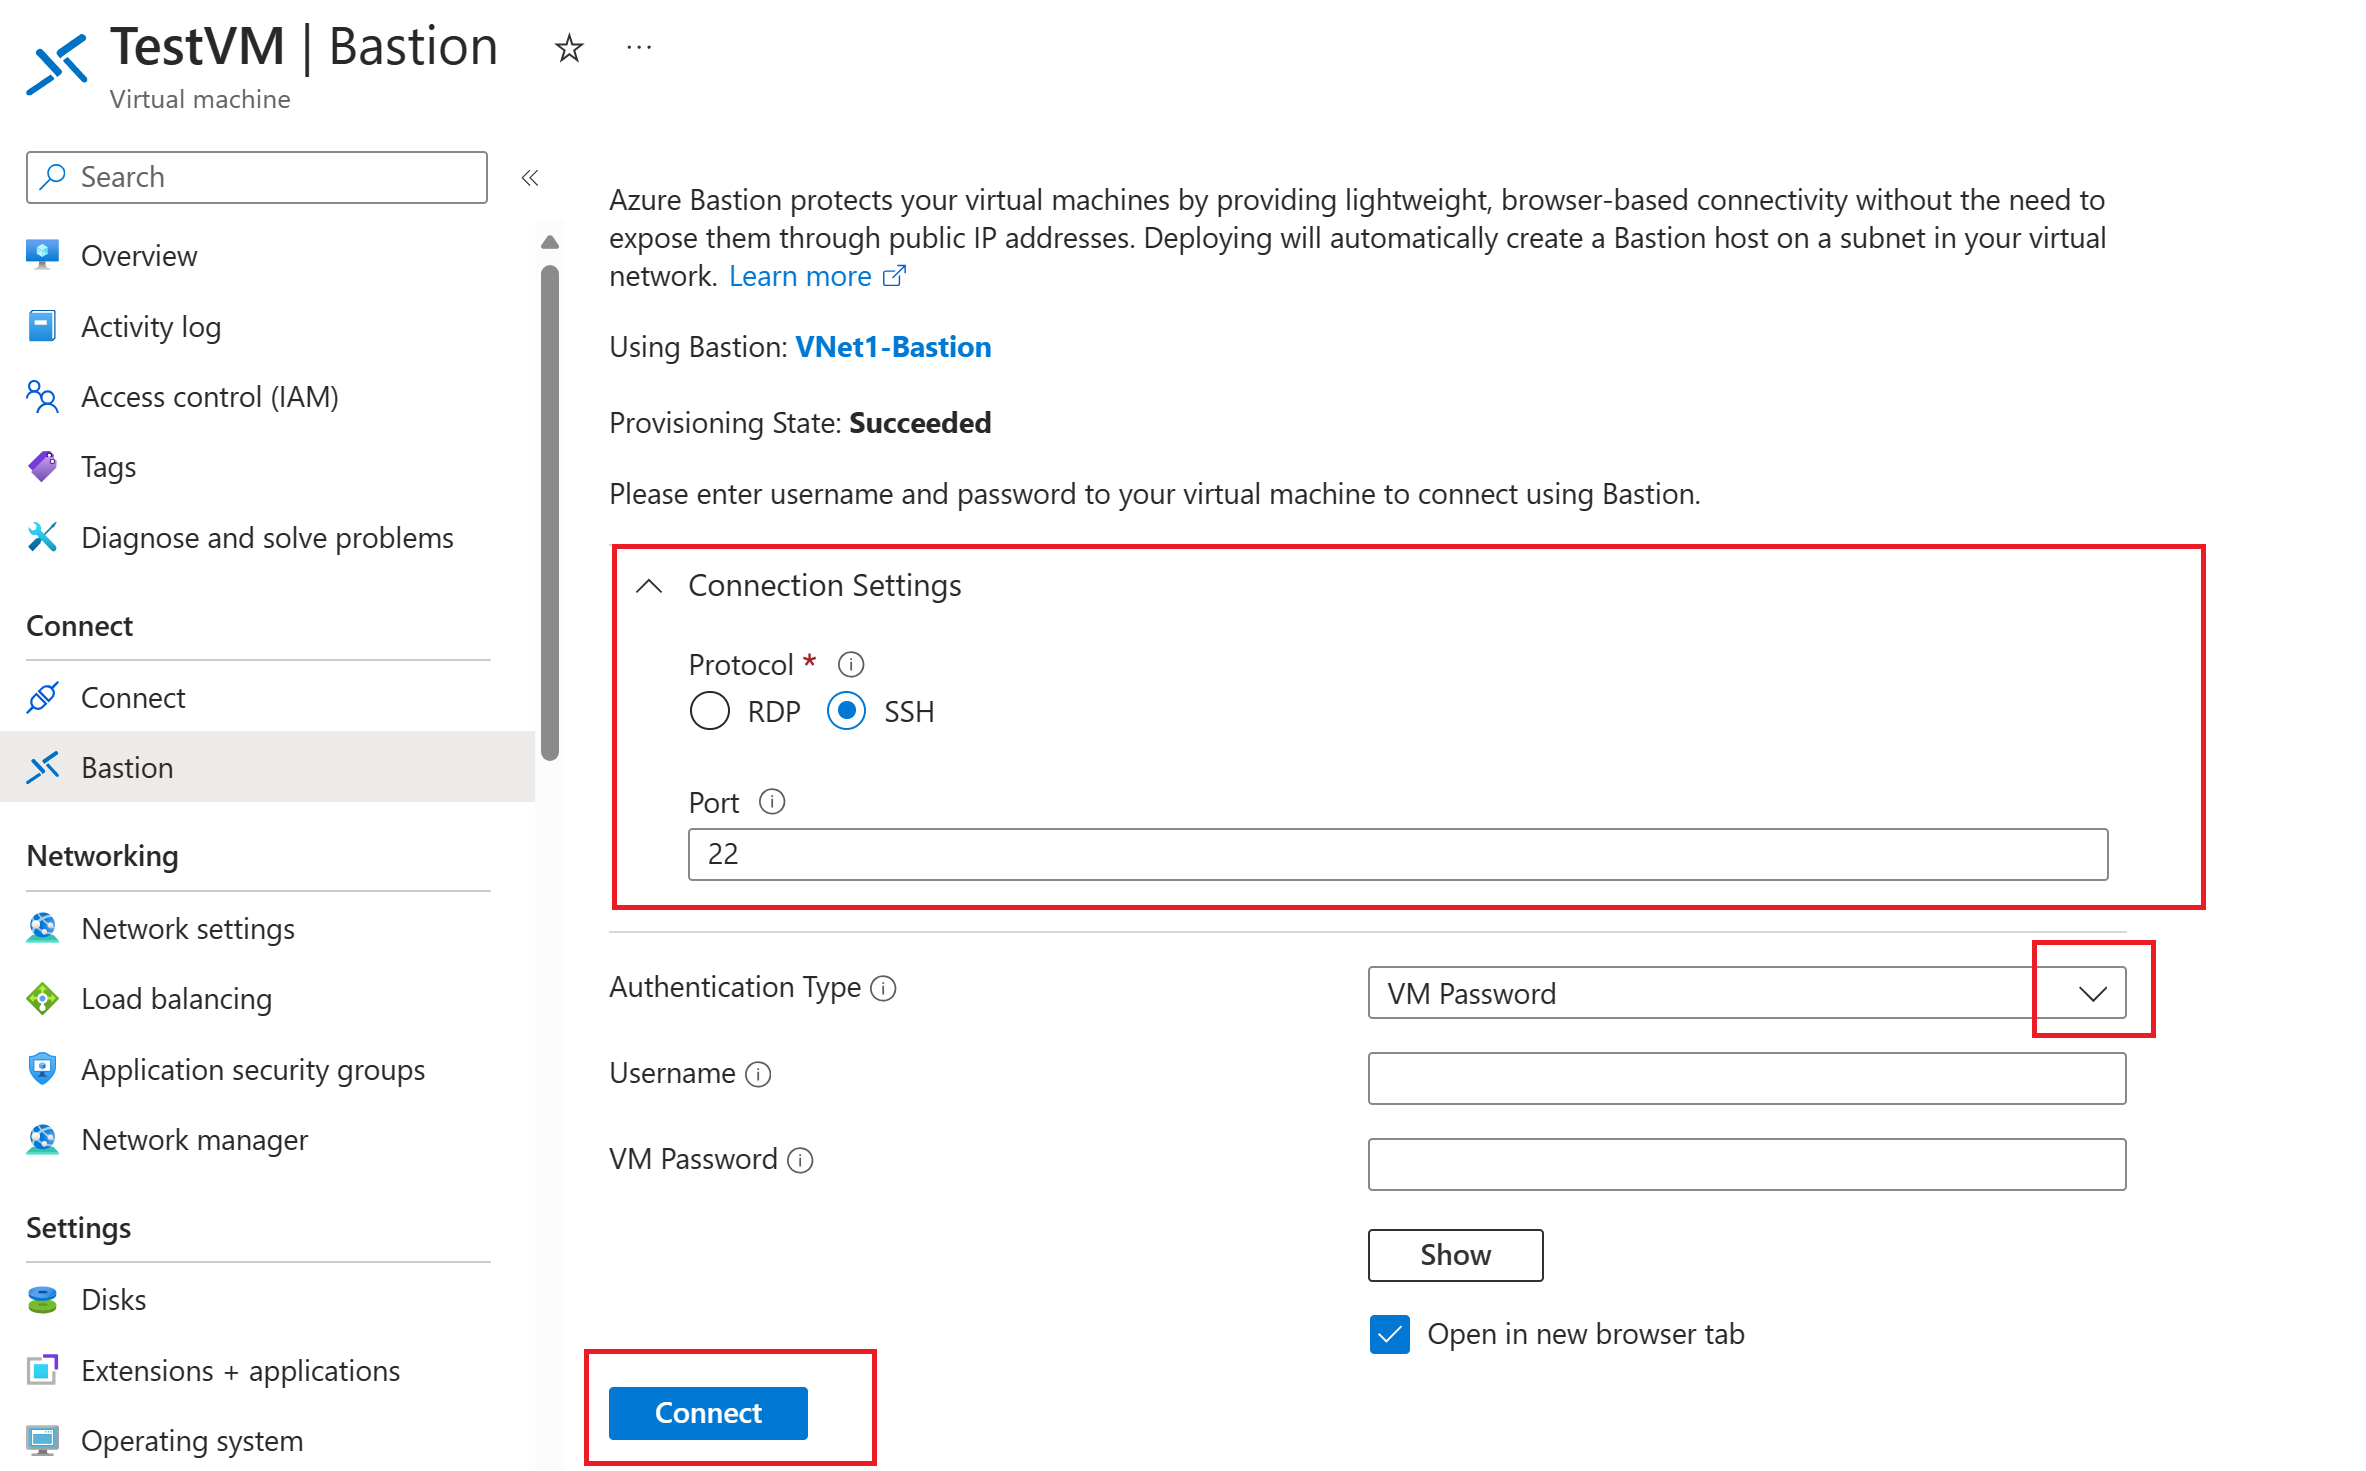 TestVM | Bastion
Virtual machine
Search
Overview
Activity log
Access control (IAM)
Tags
Diagnose and solve problems
Connect
Connect
Bastion
Networking
Network settings
Load balancing
Application security groups
Network manager
Settings
Disks
Extensions + applications
Operating system
Azure Bastion protects your virtual machines by providing lightweight, browser-based connectivity without the need to
expose them through public IP addresses. Deploying will automatically create a Bastion host on a subnet in your virtual
network. Learn more
Using Bastion: VNet1-Bastion
Provisioning State: Succeeded
Please enter username and password to your virtual machine to connect using Bastion.
Connection Settings
Protocol *
RDP SSH
Port
22
Authentication Type VM Password
Username
VM Password
Show
Open in new browser tab
Connect